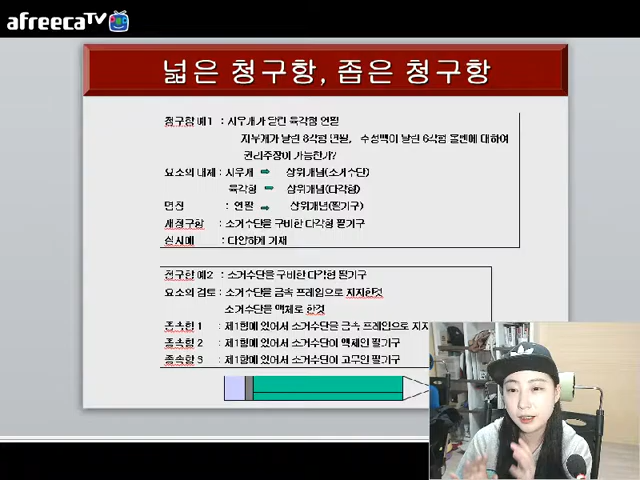 afreecaTV
넓은 청구항, 좁은 청구항
청구항 예1 : 지우개가 달린 육각형 연필
지우개가 달린 8각형 연필, 수성펜이 달린 6각형 볼펜에 대하여
권리주장이 가능한가?
요소의 대체 : 지우개 → 상위개념(소거수단)
육각형 → 상위개념(다각형)
: 연필 → 상위개념(필기구)
새청구항 : 소거수단을 구비한 다각형 필기구
실시예 : 다양하게 기재
청구항 예2 : 소거수단을 구비한 다각형 필기구
요소의 검토 : 소거수단을 금속 프레임으로 지지한것
소거수단을 액체로 한것
종속항 1 : 제1항에 있어서 소거수단을 금속 프레임으로 지지
종속항 2 : 제1항에 있어서 소거수단이 액체인 필기구
종속항 3 : 제1항에 있어서 소거수단이 고무인 필기구